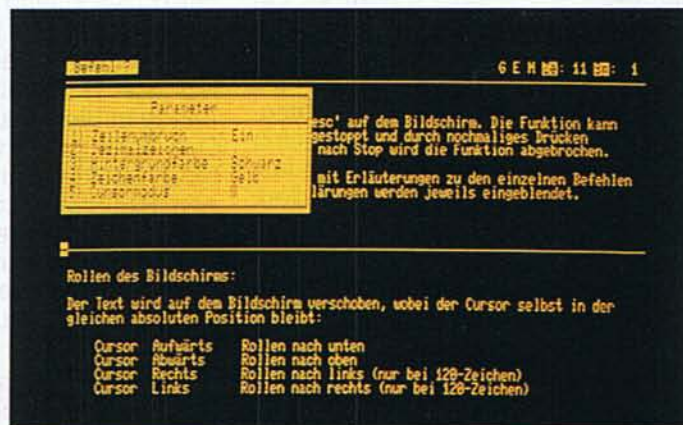 Befehl ?
G E M Ze: 11 Sp: 1
Parameter
Zeilenumbruch : Ein
Dezimalzeichen
Hintergrundfarbe : Schwarz
Zeichenfarbe : Gelb
Cursormodus
esc' auf dem Bildschirm. Die Funktion kann
gestoppt und durch nochmaliges Drücken
nach Stop wird die Funktion abgebrochen.
mit Erläuterungen zu den einzelnen Befehlen
lärungen werden jeweils eingeblendet.
Rollen des Bildschirms:
Der Text wird auf dem Bildschirm verschoben, wobei der Cursor selbst in der
gleichen absoluten Position bleibt:
Cursor Aufwärts Rollen nach unten
Cursor Abwärts Rollen nach oben
Cursor Rechts Rollen nach links (nur bei 120-Zeichen)
Cursor Links Rollen nach rechts (nur bei 120-Zeichen)